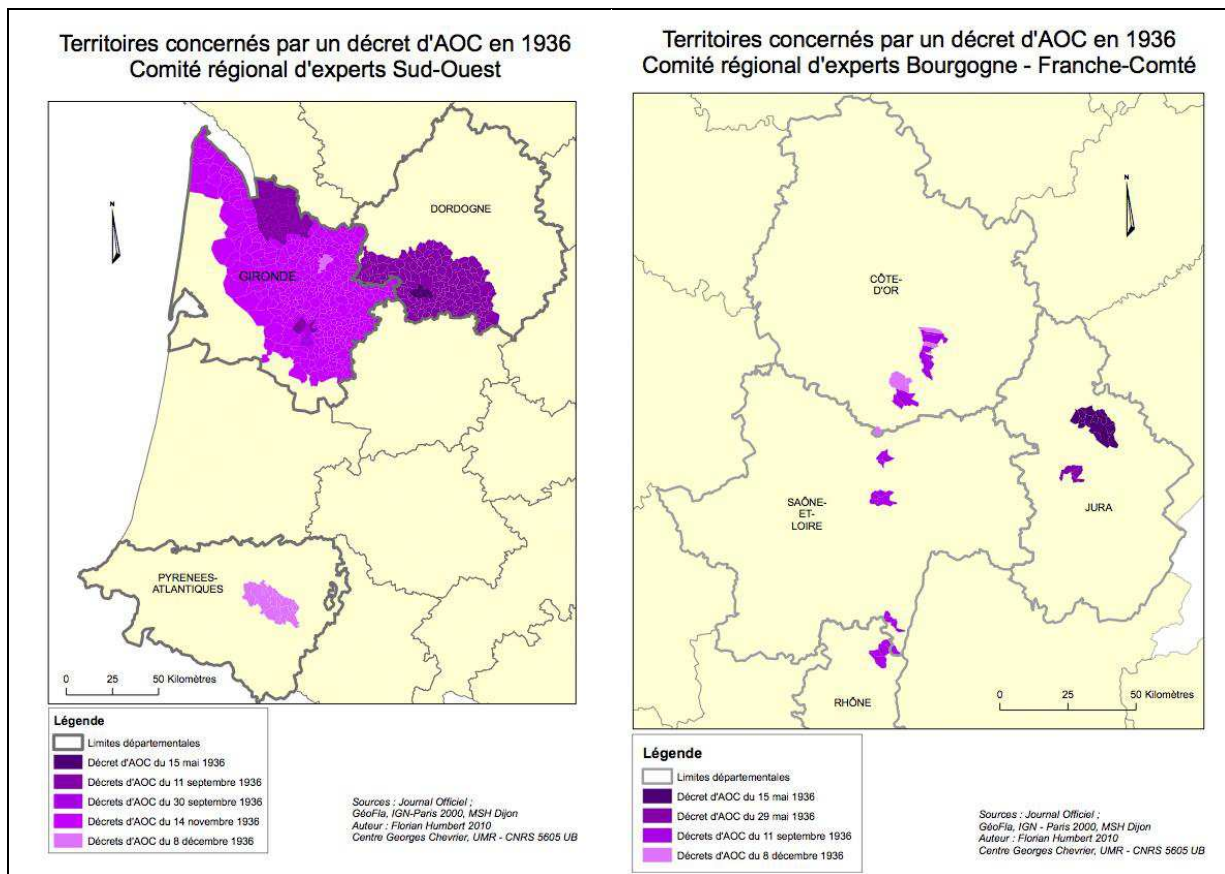 Territoires concernés par un décret d'AOC en 1936
Comité régional d'experts Sud-Ouest
N
DORDOGNE
GIRONDE
PYRENEES-
ATLANTIQUES
0 25 50 Kilomètres
Légende
Limites départementales
Décret d'AOC du 15 mai 1936
Décrets d'AOC du 11 septembre 1936
Décrets d'AOC du 30 septembre 1936
Décrets d'AOC du 14 novembre 1936
Décrets d'AOC du 8 décembre 1936
Sources : Journal Officiel ;
GéoFla, IGN-Paris 2000, MSH Dijon
Auteur : Florian Humbert 2010
Centre Georges Chevrier, UMR - CNRS 5605 UB
Territoires concernés par un décret d'AOC en 1936
Comité régional d'experts Bourgogne - Franche-Comté
N
CÔTE-
D'OR
SAÔNE-
ET-
LOIRE
JURA
RHÔNE
0 25 50 Kilomètres
Légende
Limites départementales
Décret d'AOC du 15 mai 1936
Décret d'AOC du 29 mai 1936
Décrets d'AOC du 11 septembre 1936
Décrets d'AOC du 8 décembre 1936
Sources : Journal Officiel ;
GéoFla, IGN - Paris 2000, MSH Dijon
Auteur : Florian Humbert 2010
Centre Georges Chevrier, UMR - CNRS 5605 UB